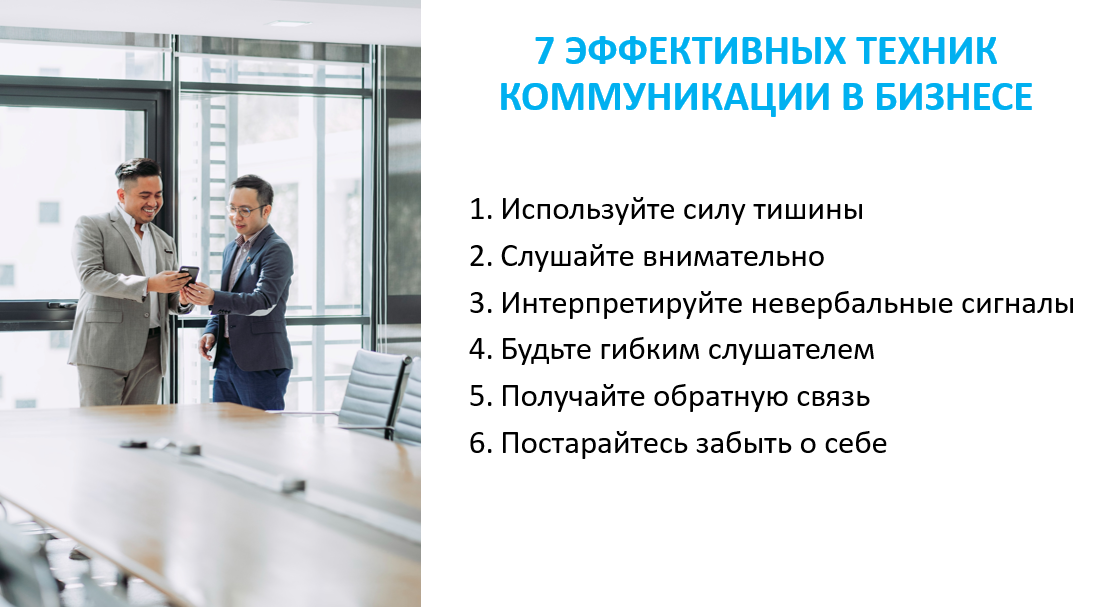 7 ЭФФЕКТИВНЫХ ТЕХНИК
КОММУНИКАЦИИ В БИЗНЕСЕ
1. Используйте силу тишины
2. Слушайте внимательно
3. Интерпретируйте невербальные сигналы
4. Будьте гибким слушателем
5. Получайте обратную связь
6. Постарайтесь забыть о себе